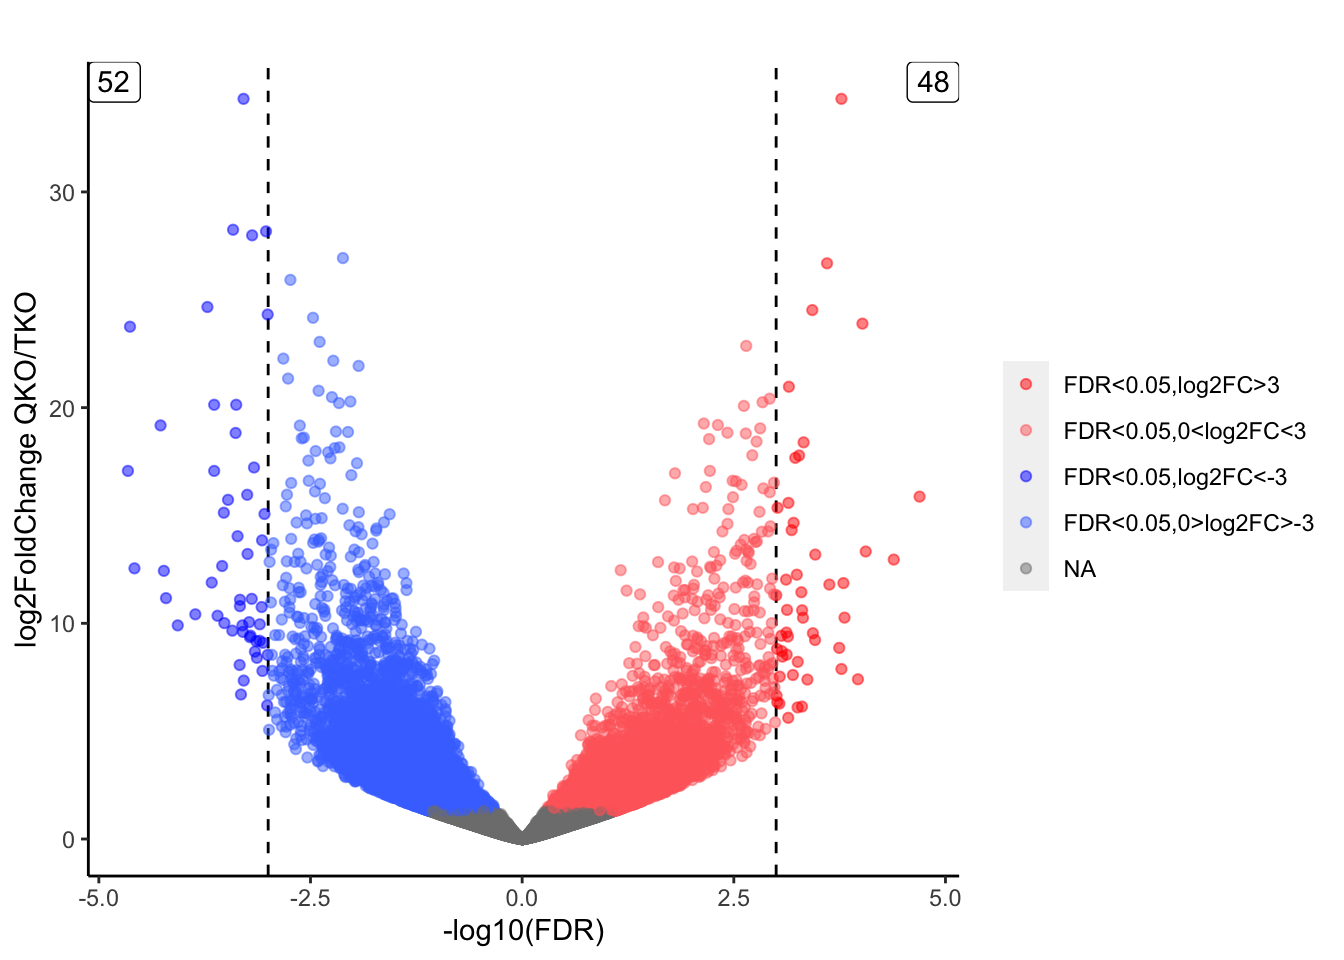 52
48
30
20
10
0
log2FoldChange QKO/TKO
-5.0
-2.5
0.0
2.5
5.0
-log10(FDR)
FDR<0.05,log2FC>3
FDR<0.05,0<log2FC<3
FDR<0.05,log2FC<-3
FDR<0.05,0>log2FC>-3
NA